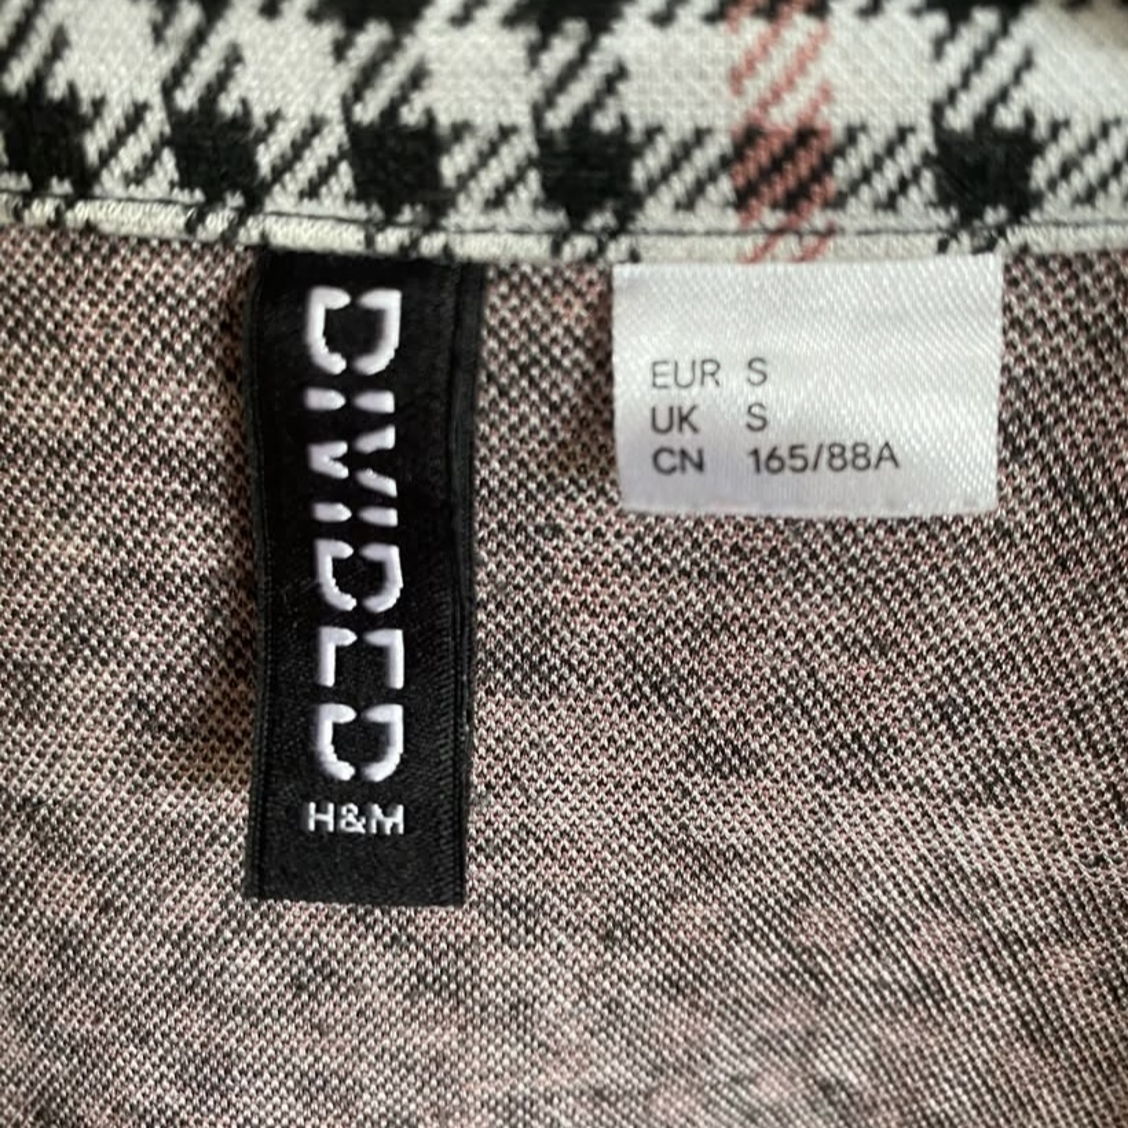 DIVIDED
H&M
EUR S
UK S
CN 165/88A